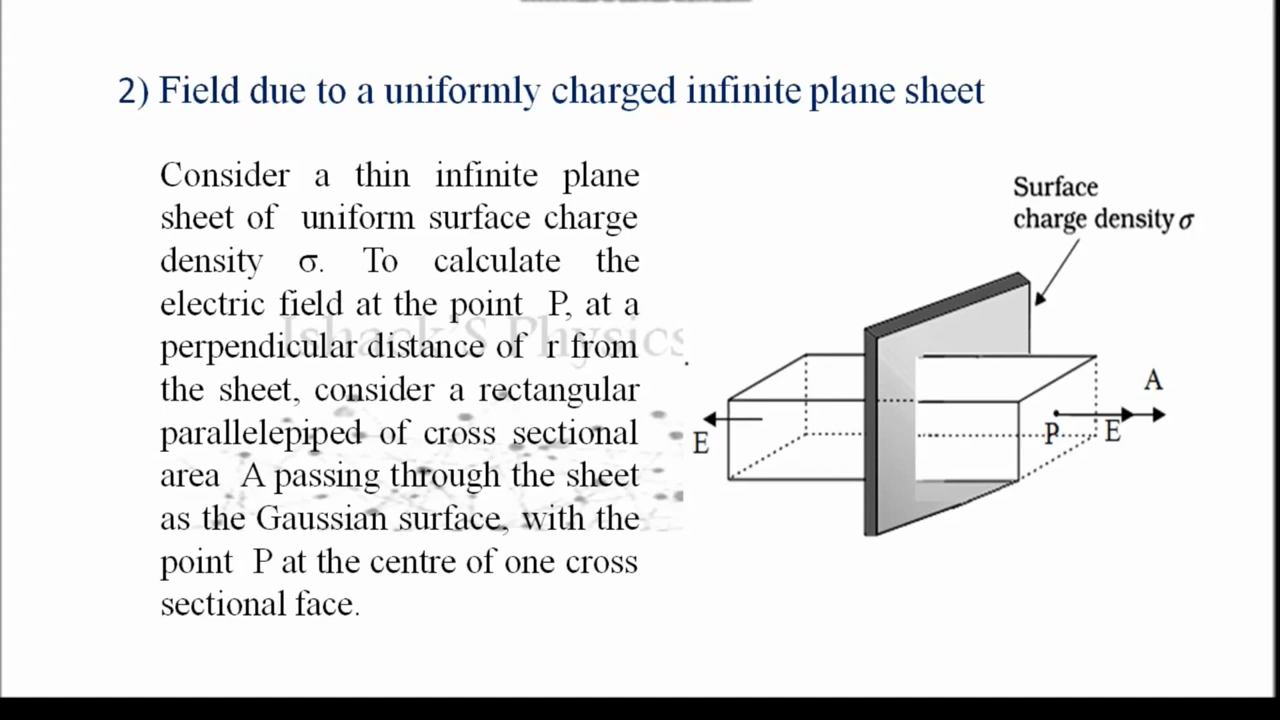 2) Field due to a uniformly charged infinite plane sheet
Consider a thin infinite plane
sheet of uniform surface charge
density σ. To calculate the
electric field at the point P, at a
perpendicular distance of r from
the sheet, consider a rectangular
parallelepiped of cross sectional
area A passing through the sheet
as the Gaussian surface, with the
point P at the centre of one cross
sectional face.
Surface
charge density σ
A
E
P
E
Ishack'S Physics